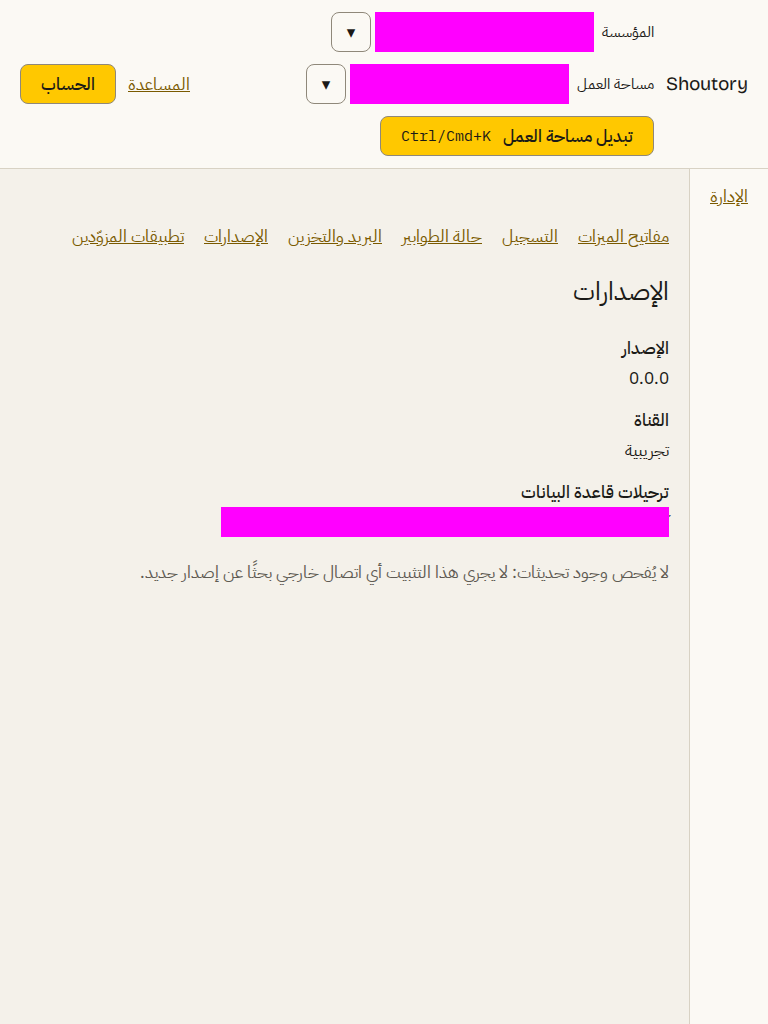 المؤسسة
▼
Shoutory
مساحة العمل
▼
المساعدة
الحساب
تبديل مساحة العمل Ctrl/Cmd+K
الإدارة
مفاتيح الميزات
التسجيل
حالة الطوابير
البريد والتخزين
الإصدارات
تطبيقات المزوّدين
الإصدارات
الإصدار
0.0.0
القناة
تجريبية
ترحيلات قاعدة البيانات
لا يُفحص وجود تحديثات: لا يجري هذا التثبيت أي اتصال خارجي بحثًا عن إصدار جديد.